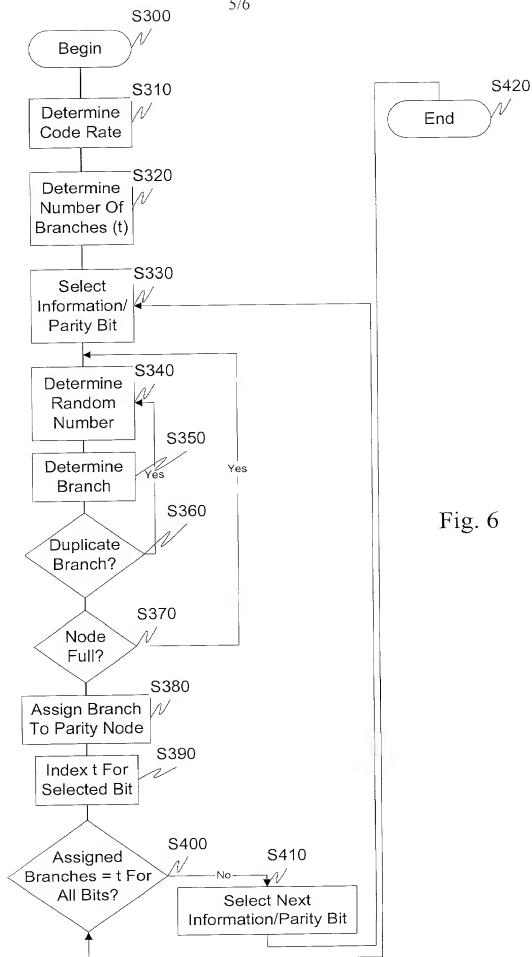 5/6
S300
Begin
S310
Determine
Code Rate
S320
Determine
Number Of
Branches (t)
S330
Select
Information/
Parity Bit
S340
Determine
Random
Number
S350
Determine
Branch
Yes
Yes
S360
Duplicate
Branch?
S370
Node
Full?
S380
Assign Branch
To Parity Node
S390
Index t For
Selected Bit
S400
Assigned
Branches = t For
All Bits?
No
S410
Select Next
Information/Parity Bit
S420
End
Fig. 6